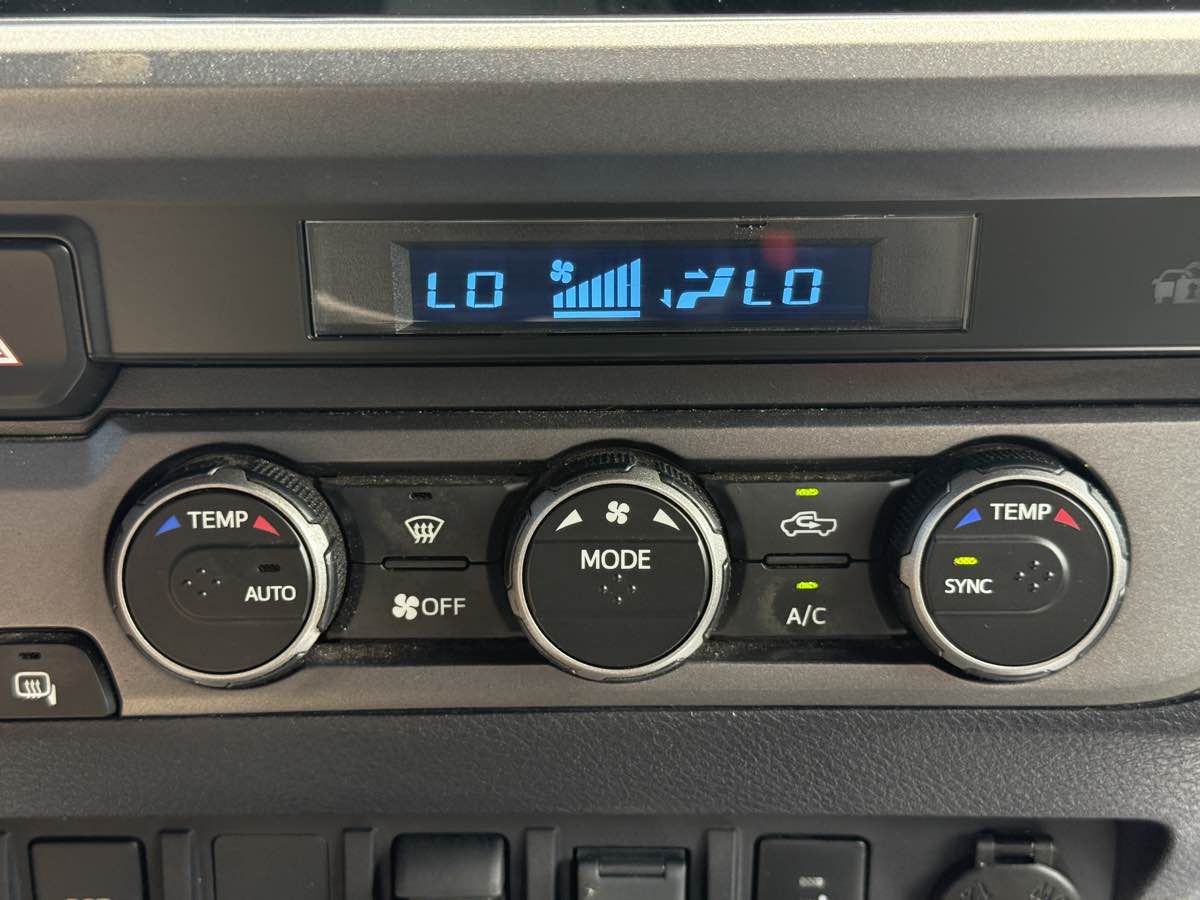 LO LO
TEMP
AUTO
OFF
MODE
A/C
TEMP
SYNC